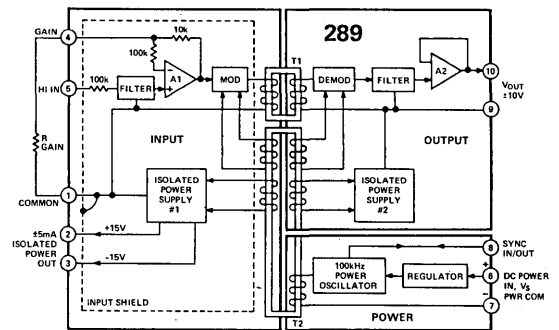 289
GAIN
4
10k
100k
A1
HI IN
5
100k
FILTER
MOD
T1
DEMOD
FILTER
A2
10
VOUT
±10V
9
R
GAIN
INPUT
OUTPUT
1
COMMON
ISOLATED
POWER
SUPPLY
#1
ISOLATED
POWER
SUPPLY
#2
±5mA
ISOLATED
POWER
OUT
2
+15V
3
-15V
INPUT SHIELD
T2
100kHz
POWER
OSCILLATOR
REGULATOR
POWER
8
SYNC
IN/OUT
+
6
DC POWER
IN, VS
−
PWR COM
7